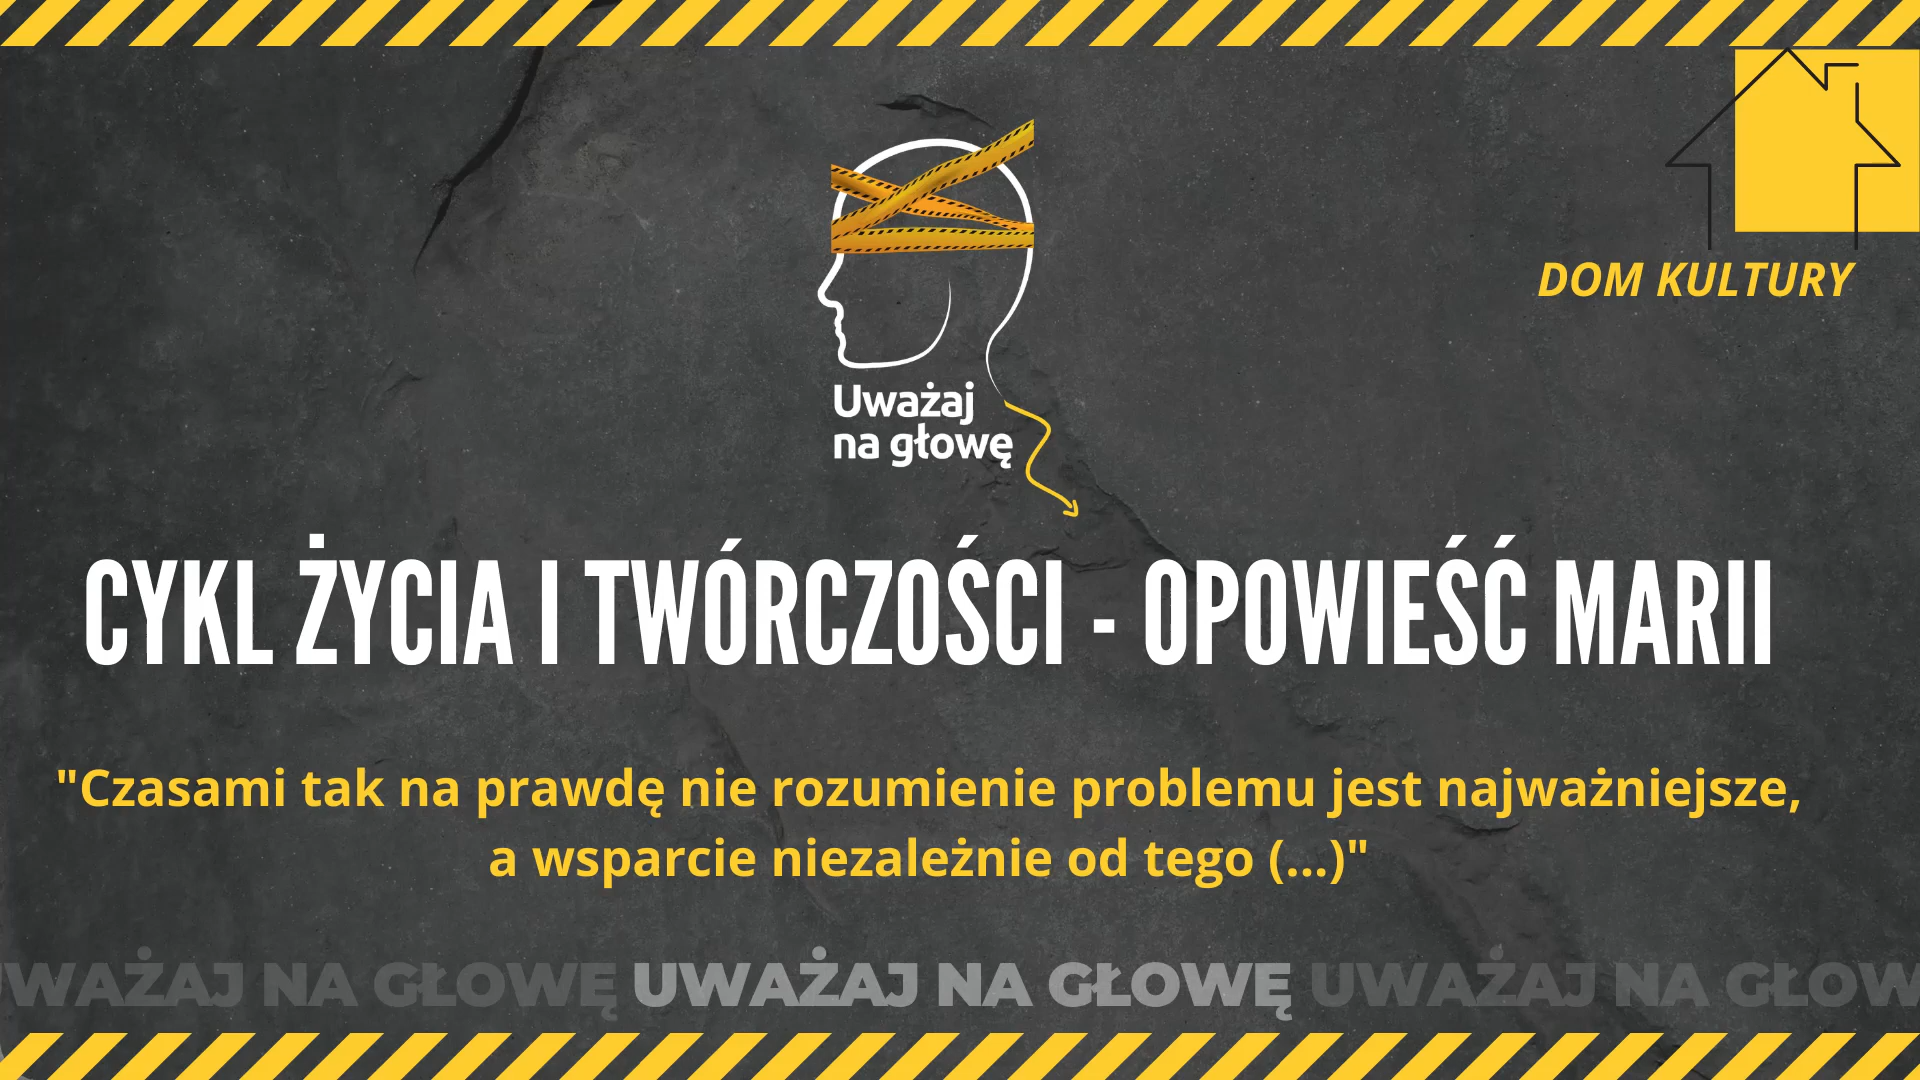 DOM KULTURY
Uważaj
na głowę
CYKL ŻYCIA I TWÓRCZOŚCI - OPOWIEŚĆ MARII
"Czasami tak na prawdę nie rozumienie problemu jest najważniejsze,
a wsparcie niezależnie od tego (...)"
UWAŻAJ NA GŁOWĘ UWAŻAJ NA GŁOWĘ UWAŻAJ NA GŁOW